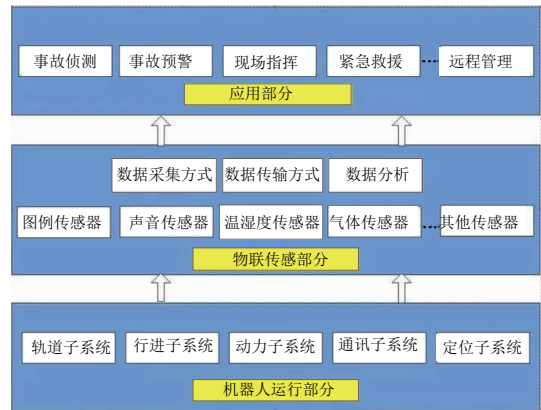 事故侦测 事故预警 现场指挥 紧急救援 ... 远程管理
应用部分
数据采集方式 数据传输方式 数据分析
图例传感器 声音传感器 温湿度传感器 气体传感器 ... 其他传感器
物联传感部分
轨道子系统 行进子系统 动力子系统 通讯子系统 定位子系统
机器人运行部分